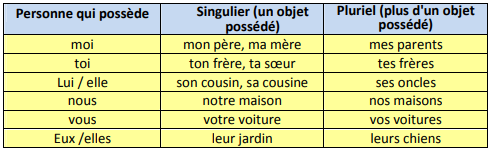 Personne qui possède Singulier (un objet possédé) Pluriel (plus d'un objet possédé)
moi mon père, ma mère mes parents
toi ton frère, ta sœur tes frères
Lui / elle son cousin, sa cousine ses oncles
nous notre maison nos maisons
vous votre voiture vos voitures
Eux /elles leur jardin leurs chiens